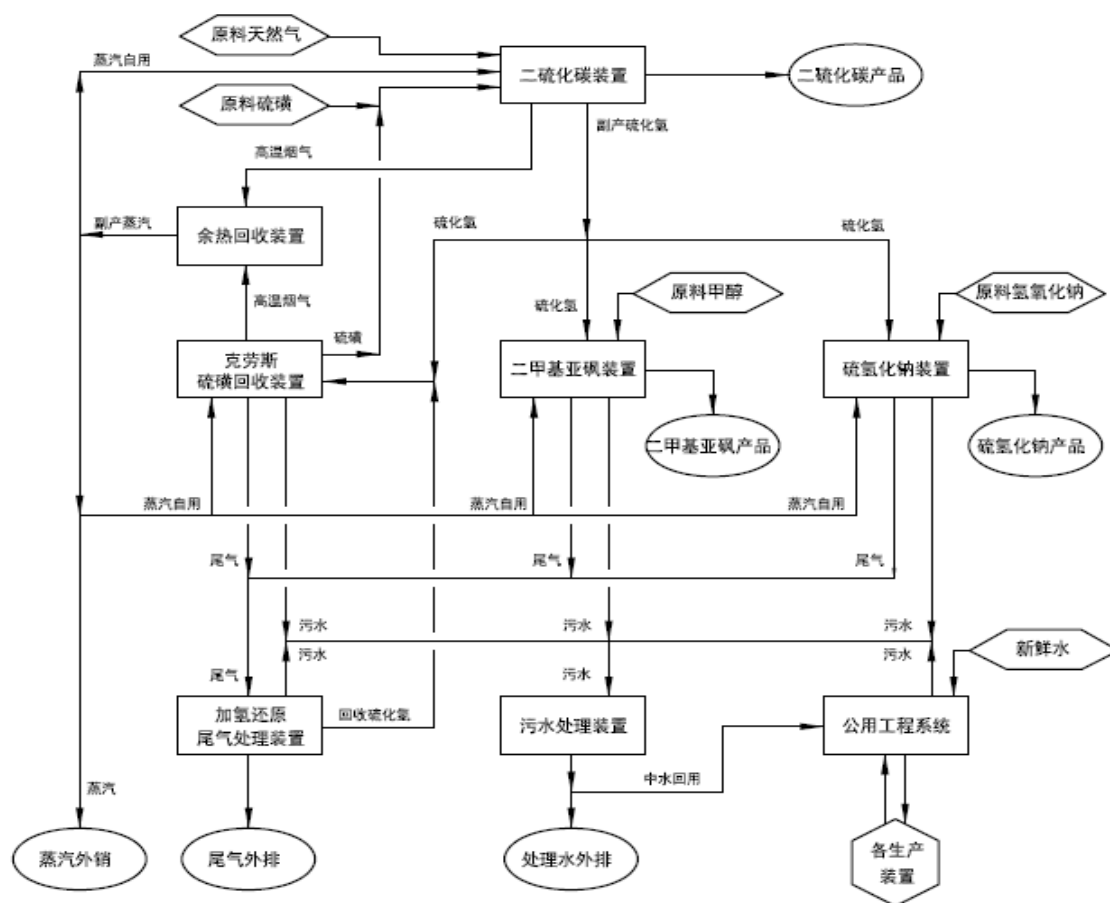 原料天然气
蒸汽自用
二硫化碳装置
二硫化碳产品
原料硫磺
副产硫化氢
高温烟气
副产蒸汽
余热回收装置
硫化氢
硫化氢
高温烟气
硫化氢
原料甲醇
原料氢氧化钠
硫磺
克劳斯
硫磺回收装置
二甲基亚砜装置
硫氢化钠装置
二甲基亚砜产品
硫氢化钠产品
蒸汽自用
蒸汽自用
蒸汽自用
尾气
尾气
尾气
污水
污水
污水
污水
污水
新鲜水
尾气
污水
加氢还原
尾气处理装置
回收硫化氢
污水处理装置
公用工程系统
中水回用
蒸汽
蒸汽外销
尾气外排
处理水外排
各生产
装置